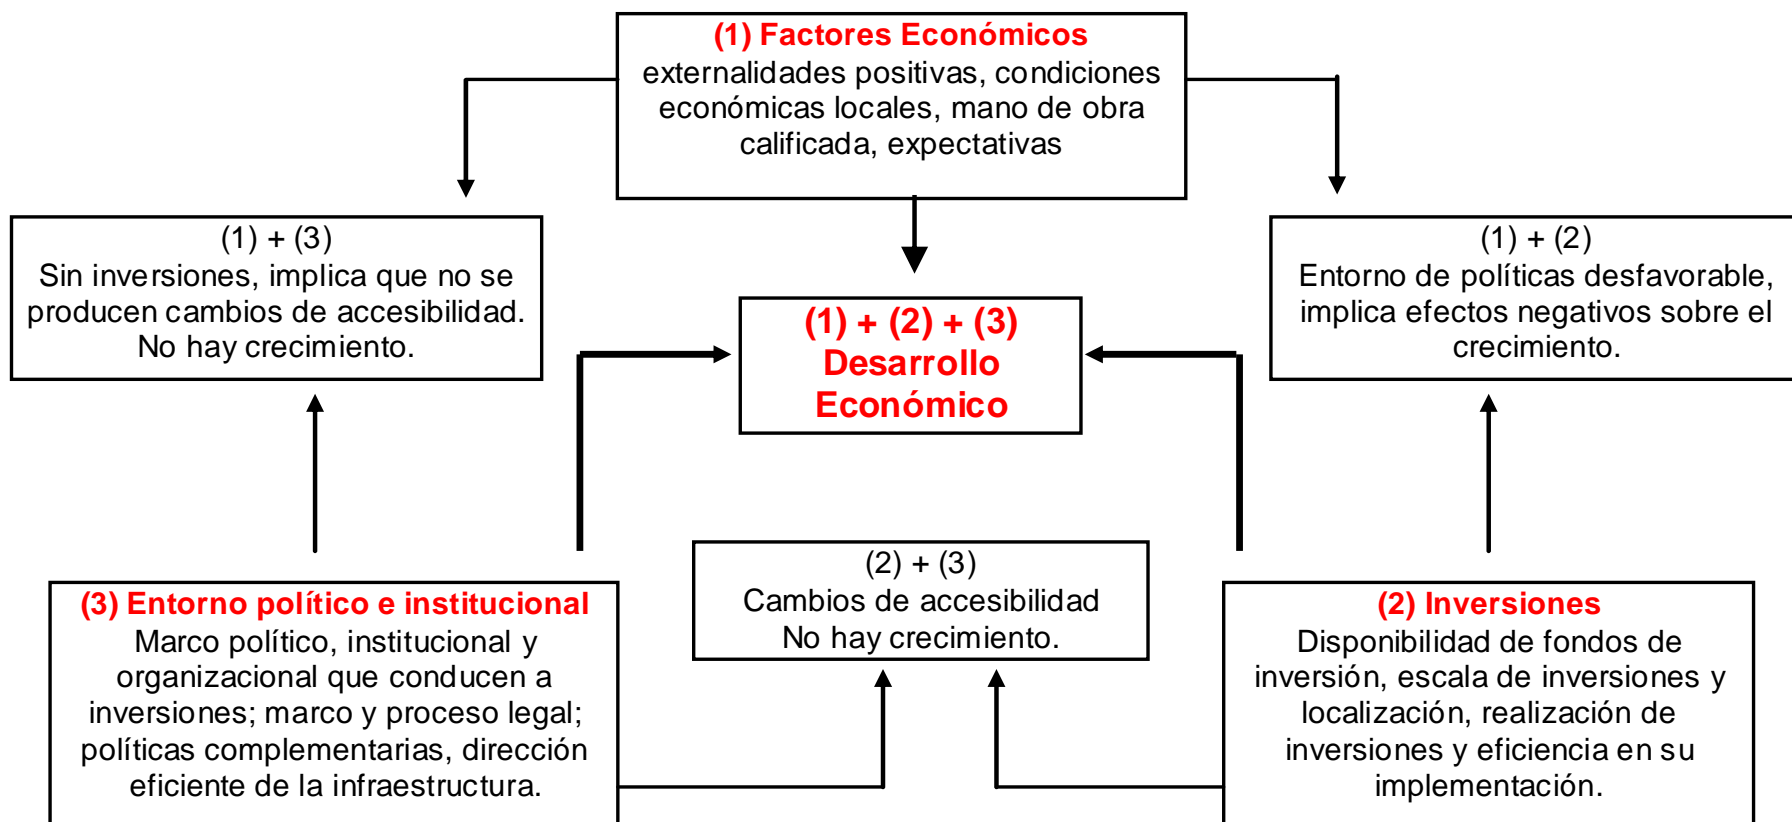 (1) Factores Económicos
externalidades positivas, condiciones
económicas locales, mano de obra
calificada, expectativas
(1) + (3)
Sin inversiones, implica que no se
producen cambios de accesibilidad.
No hay crecimiento.
(1) + (2)
Entorno de políticas desfavorable,
implica efectos negativos sobre el
crecimiento.
(1) + (2) + (3)
Desarrollo
Económico
(2) + (3)
Cambios de accesibilidad
No hay crecimiento.
(3) Entorno político e institucional
Marco político, institucional y
organizacional que conducen a
inversiones; marco y proceso legal;
políticas complementarias, dirección
eficiente de la infraestructura.
(2) Inversiones
Disponibilidad de fondos de
inversión, escala de inversiones y
localización, realización de
inversiones y eficiencia en su
implementación.